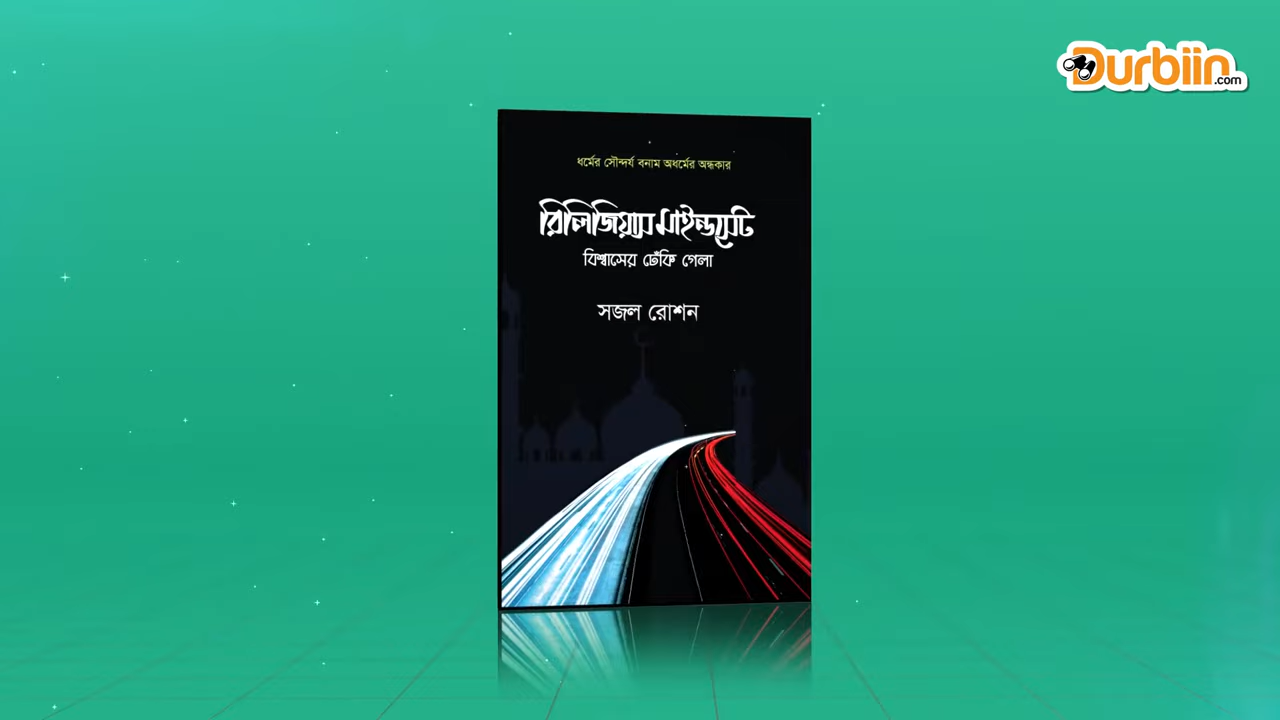 Durbiin.com
ধর্মের সৌন্দর্য বনাম অধর্মের অন্ধকার
রিলিজিয়াস মাইন্ডসেট
বিশ্বাসের ঢেঁকি গেলা
সজল রোশন